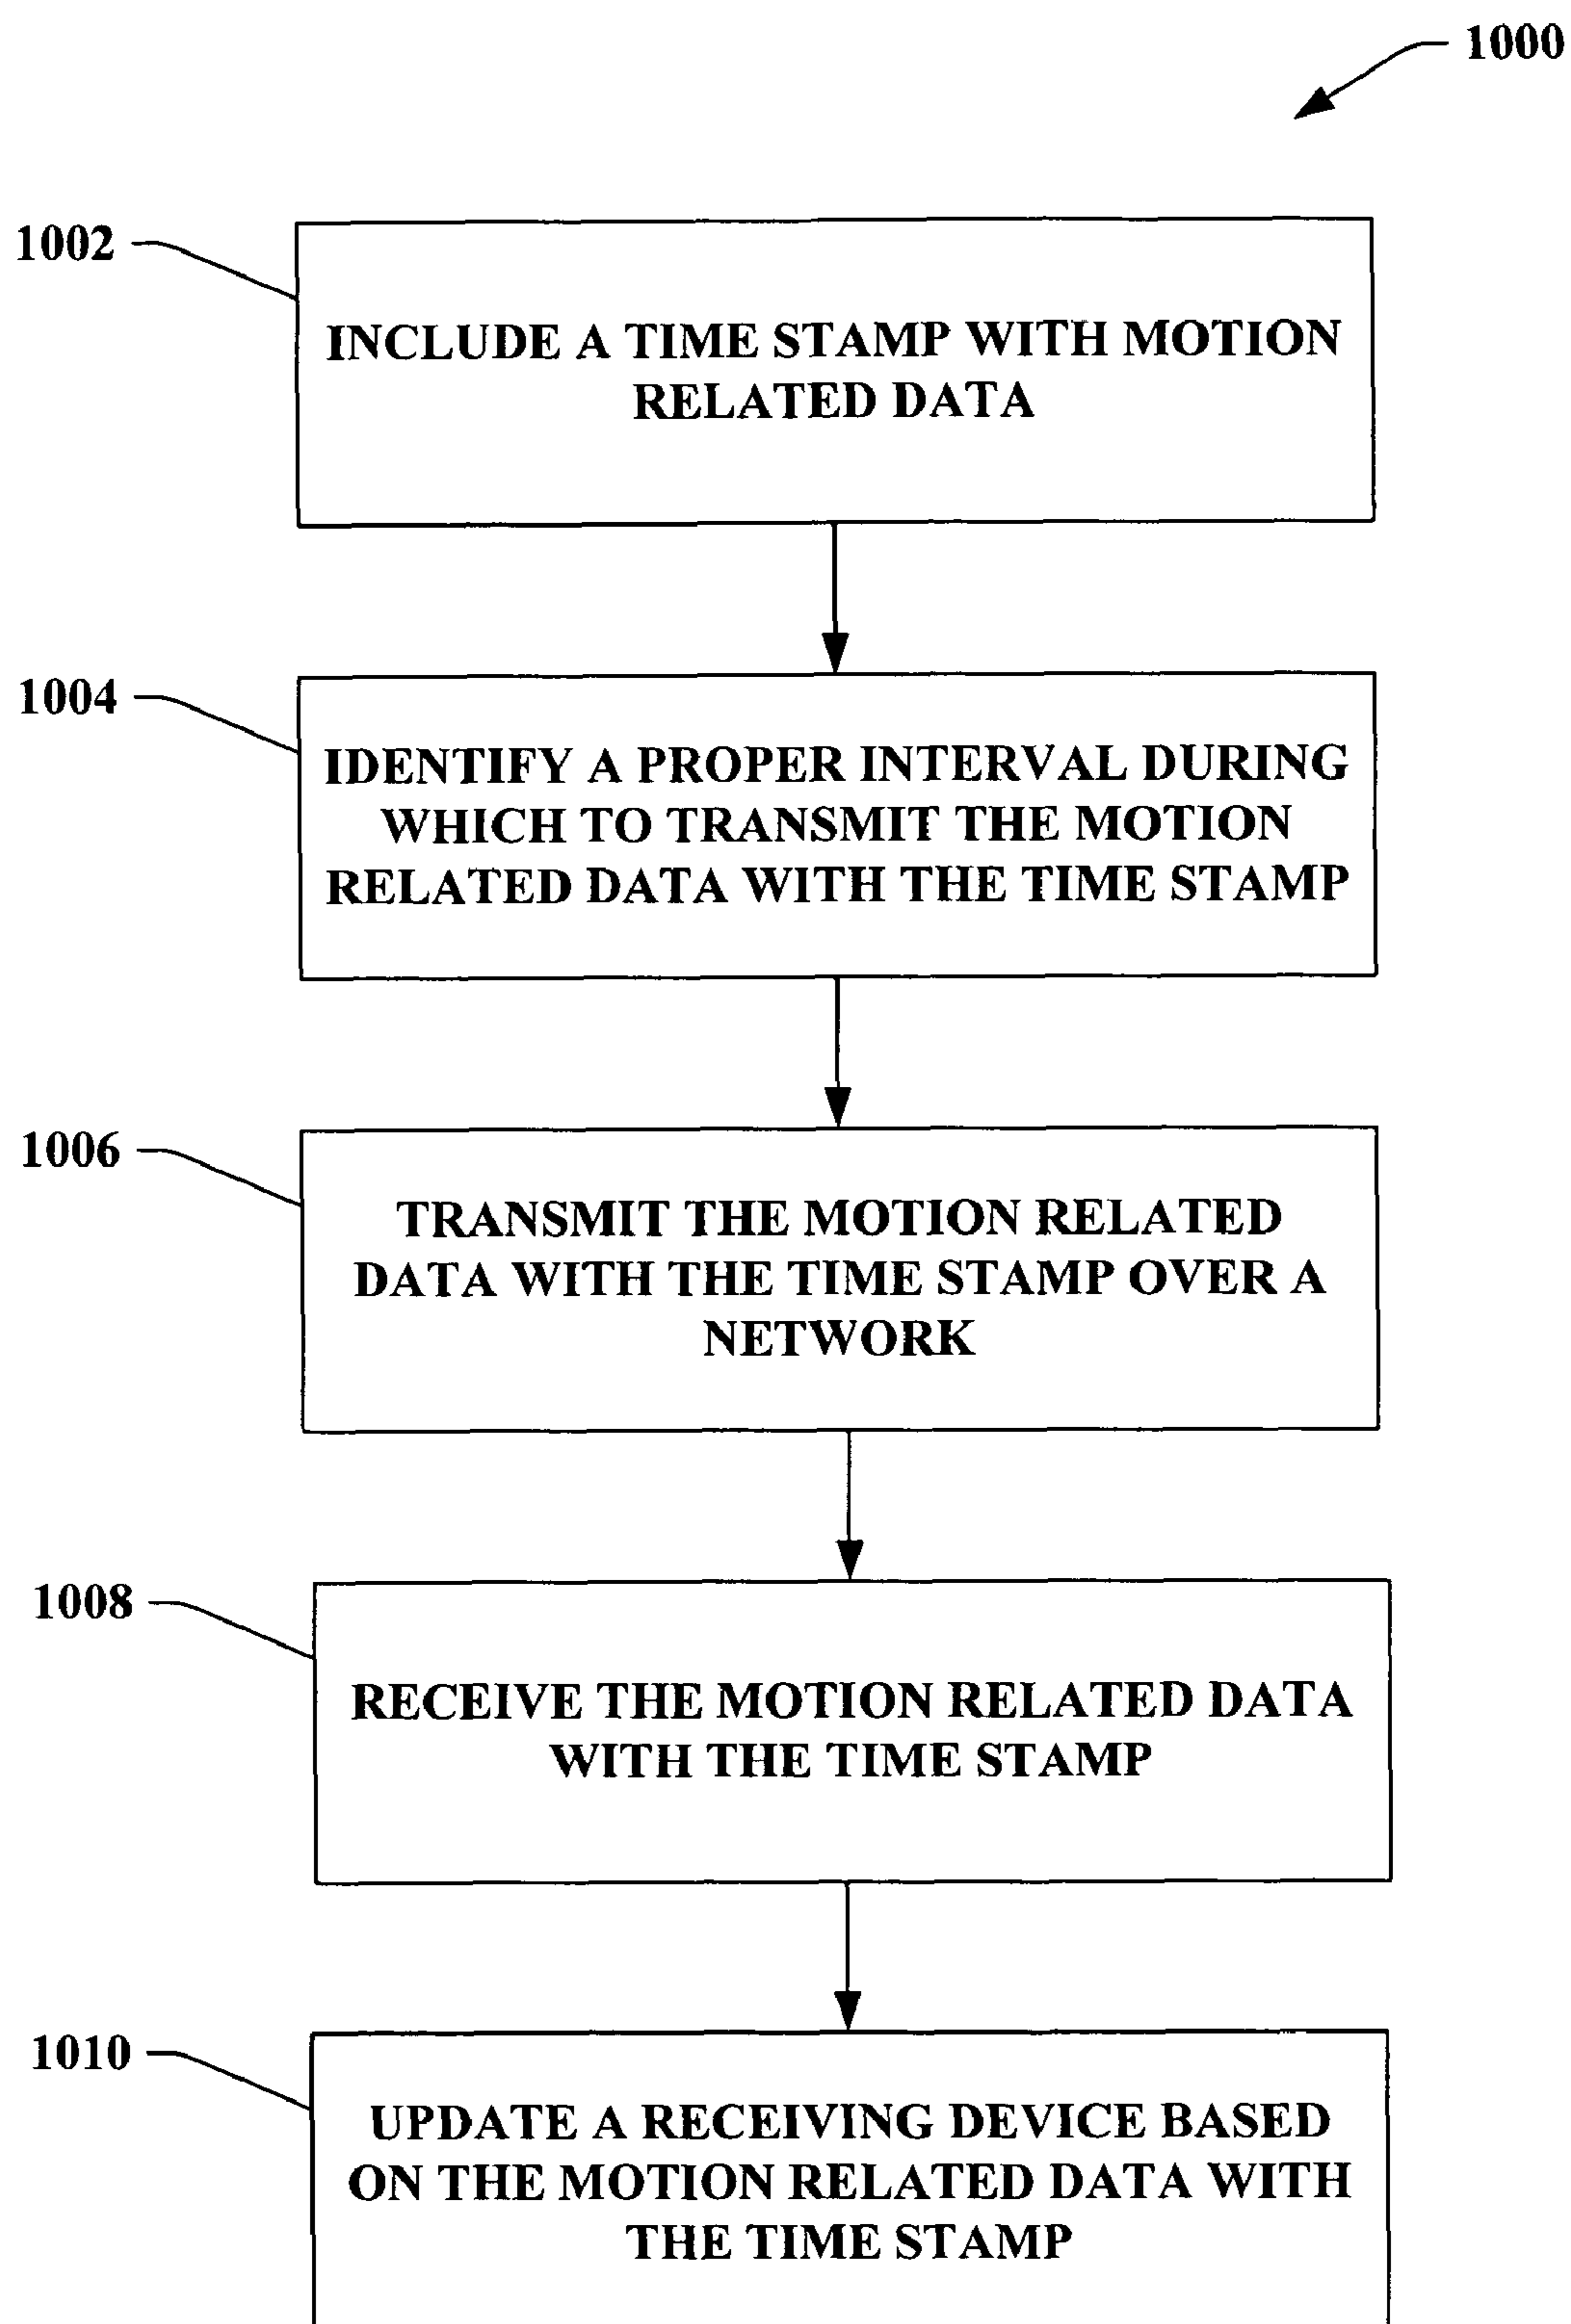 1000
1002
INCLUDE A TIME STAMP WITH MOTION
RELATED DATA
1004
IDENTIFY A PROPER INTERVAL DURING
WHICH TO TRANSMIT THE MOTION
RELATED DATA WITH THE TIME STAMP
1006
TRANSMIT THE MOTION RELATED
DATA WITH THE TIME STAMP OVER A
NETWORK
1008
RECEIVE THE MOTION RELATED DATA
WITH THE TIME STAMP
1010
UPDATE A RECEIVING DEVICE BASED
ON THE MOTION RELATED DATA WITH
THE TIME STAMP